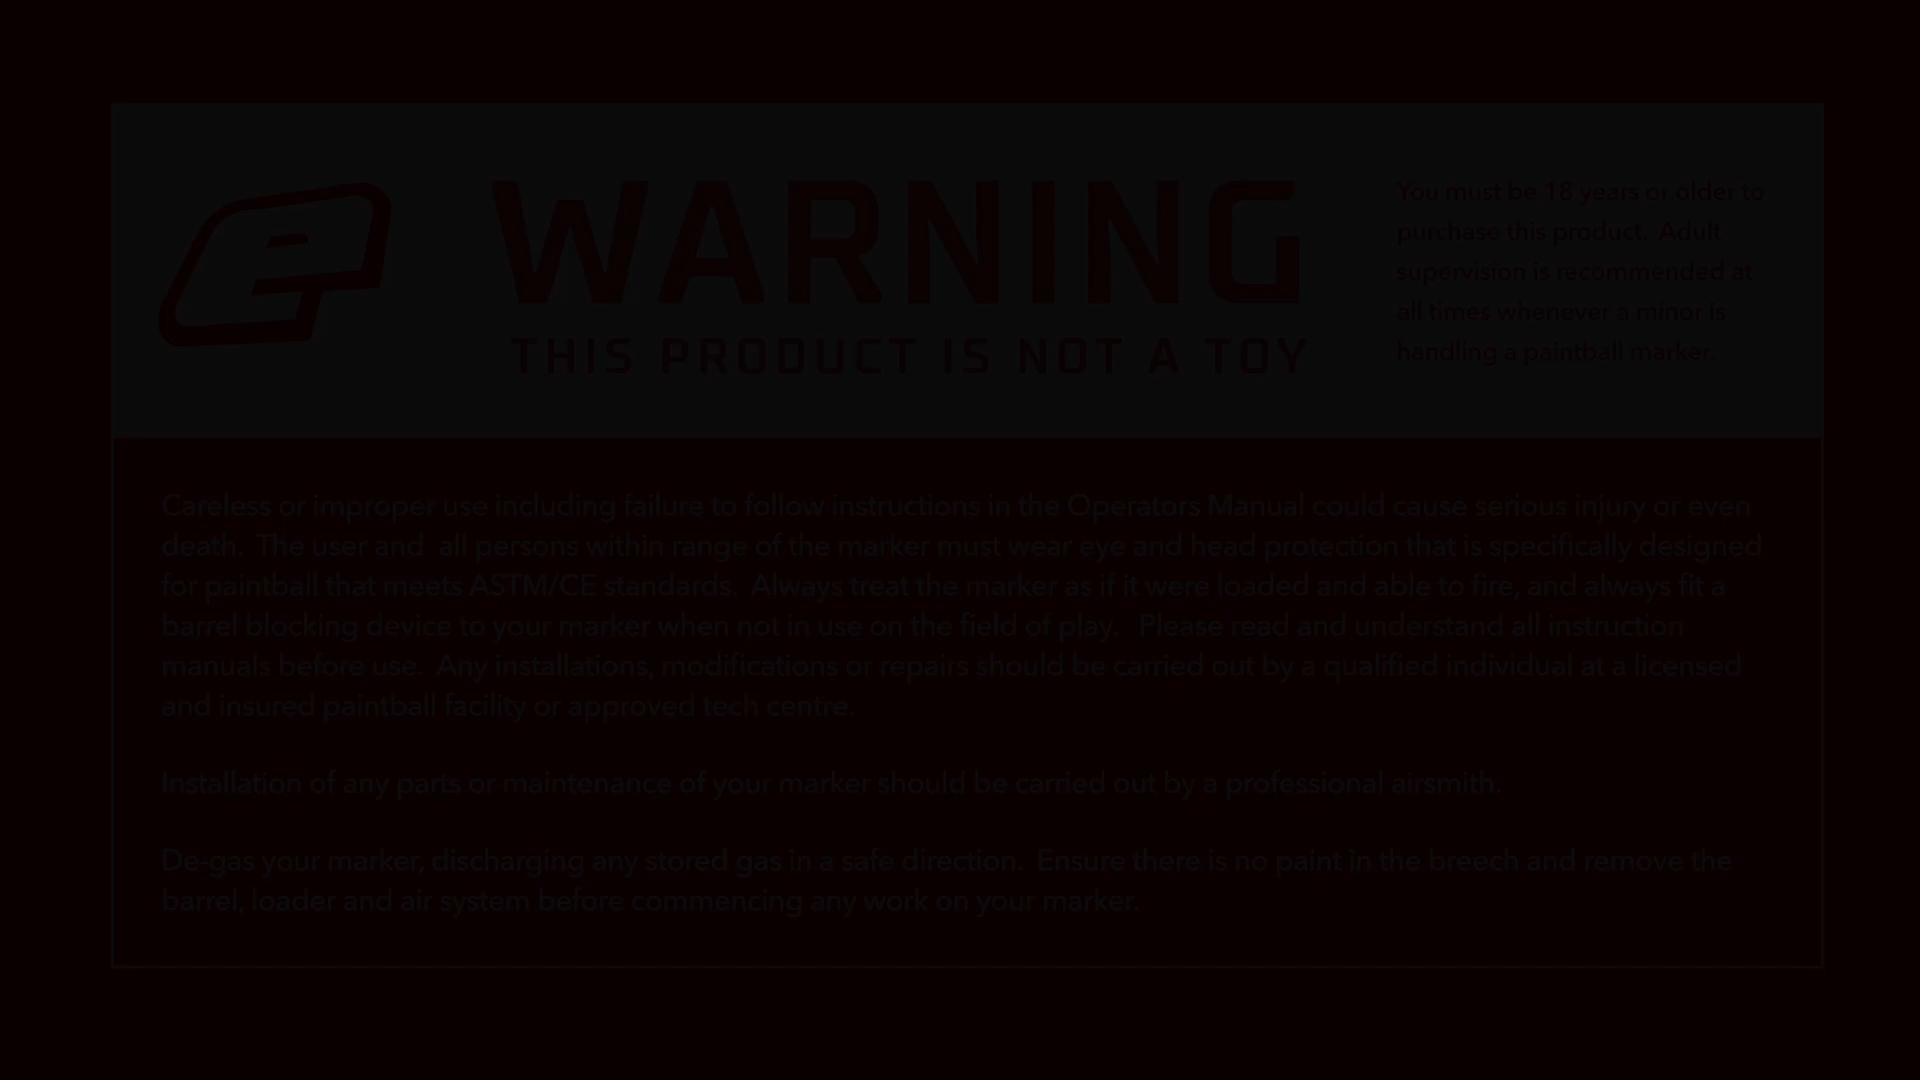 WARNING
THIS PRODUCT IS NOT A TOY
You must be 18 years or older to
purchase this product.  Adult
supervision is recommended at
all times whenever a minor is
handling a paintball marker.
Careless or improper use including failure to follow instructions in the Operators Manual could cause serious injury or even
death.  The user and  all persons within range of the marker must wear eye and head protection that is specifically designed
for paintball that meets ASTM/CE standards.  Always treat the marker as if it were loaded and able to fire, and always fit a
barrel blocking device to your marker when not in use on the field of play.   Please read and understand all instruction
manuals before use.  Any installations, modifications or repairs should be carried out by a qualified individual at a licensed
and insured paintball facility or approved tech centre.
Installation of any parts or maintenance of your marker should be carried out by a professional airsmith.
De-gas your marker, discharging any stored gas in a safe direction.  Ensure there is no paint in the breech and remove the
barrel, loader and air system before commencing any work on your marker.